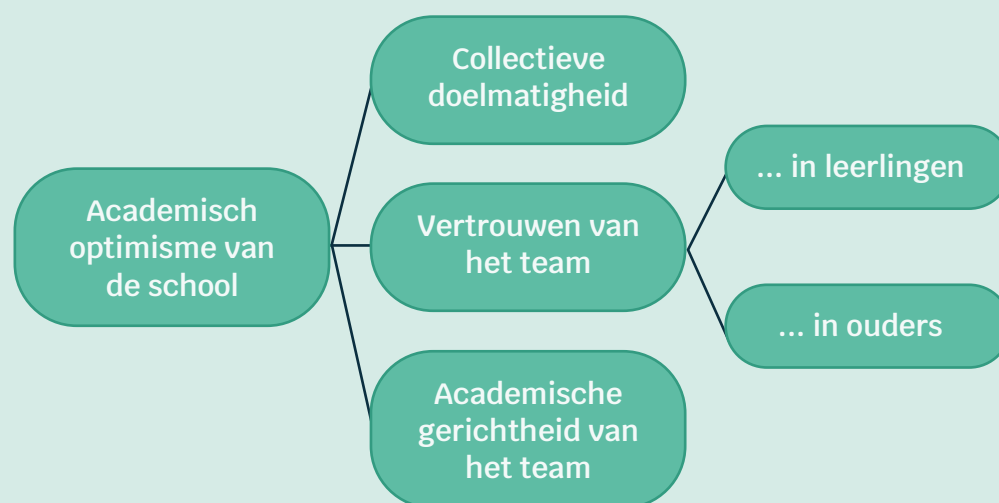 Academisch
optimisme van
de school
Collectieve
doelmatigheid
Vertrouwen van
het team
Academische
gerichtheid van
het team
... in leerlingen
... in ouders